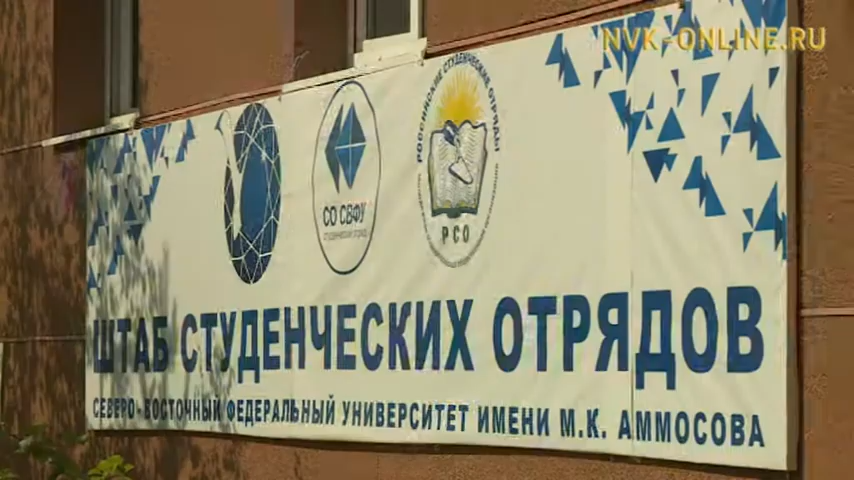 NVK-ONLINE.RU
РОССИЙСКИЕ СТУДЕНЧЕСКИЕ ОТРЯДЫ
СО СВФУ
РСО
ШТАБ СТУДЕНЧЕСКИХ ОТРЯДОВ
СЕВЕРО-ВОСТОЧНЫЙ ФЕДЕРАЛЬНЫЙ УНИВЕРСИТЕТ ИМЕНИ М.К. АММОСОВА